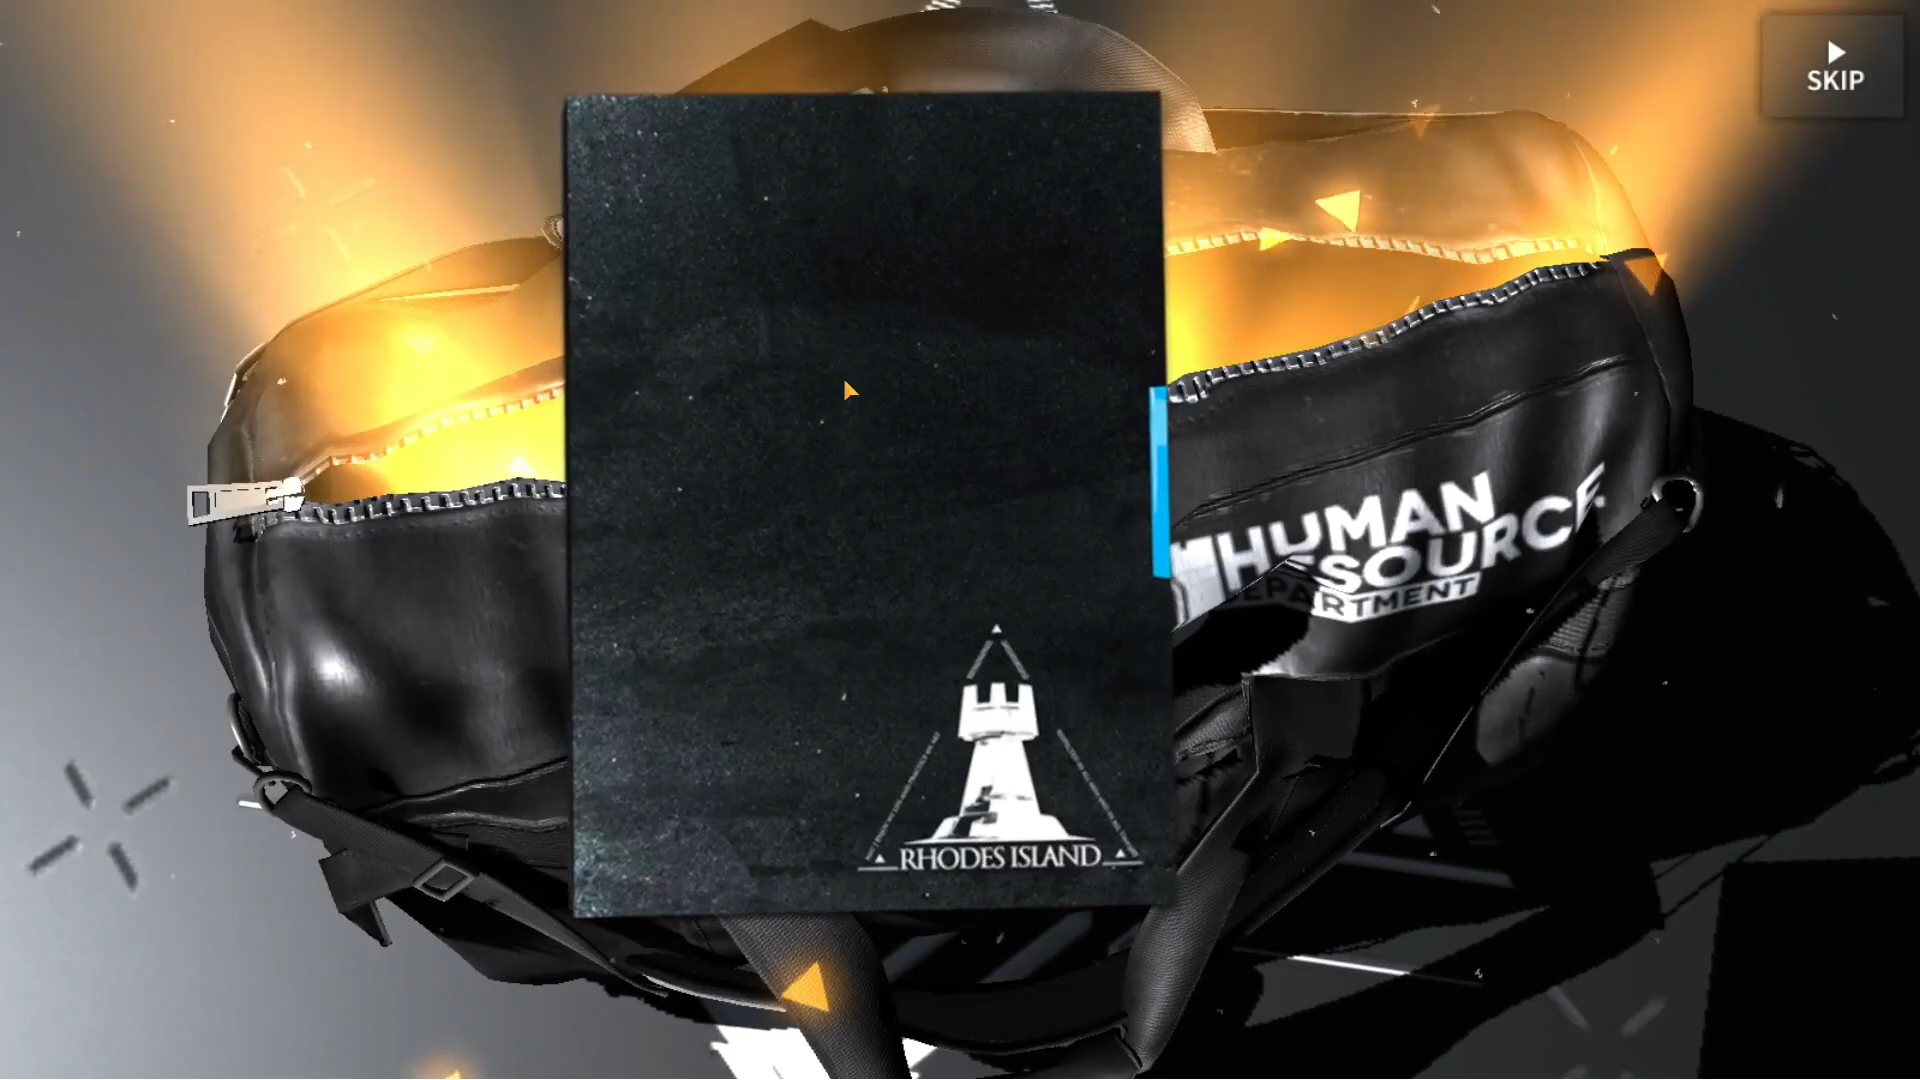 SKIP
HUMAN
RESOURCE
DEPARTMENT
RHODES ISLAND